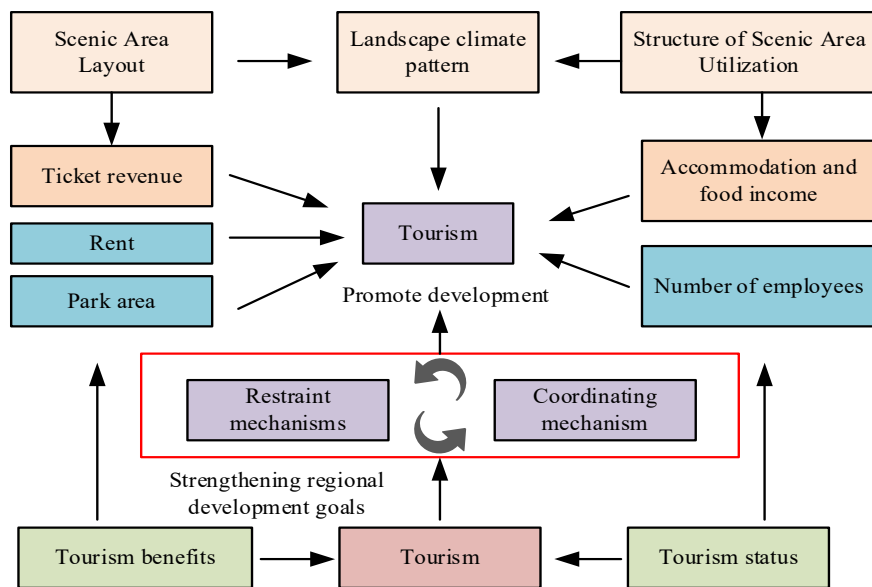 Scenic Area
Layout
Landscape climate
pattern
Structure of Scenic Area
Utilization
Ticket revenue
Accommodation and
food income
Rent
Tourism
Park area
Number of employees
Promote development
Restraint
mechanisms
Coordinating
mechanism
Strengthening regional
development goals
Tourism benefits
Tourism
Tourism status